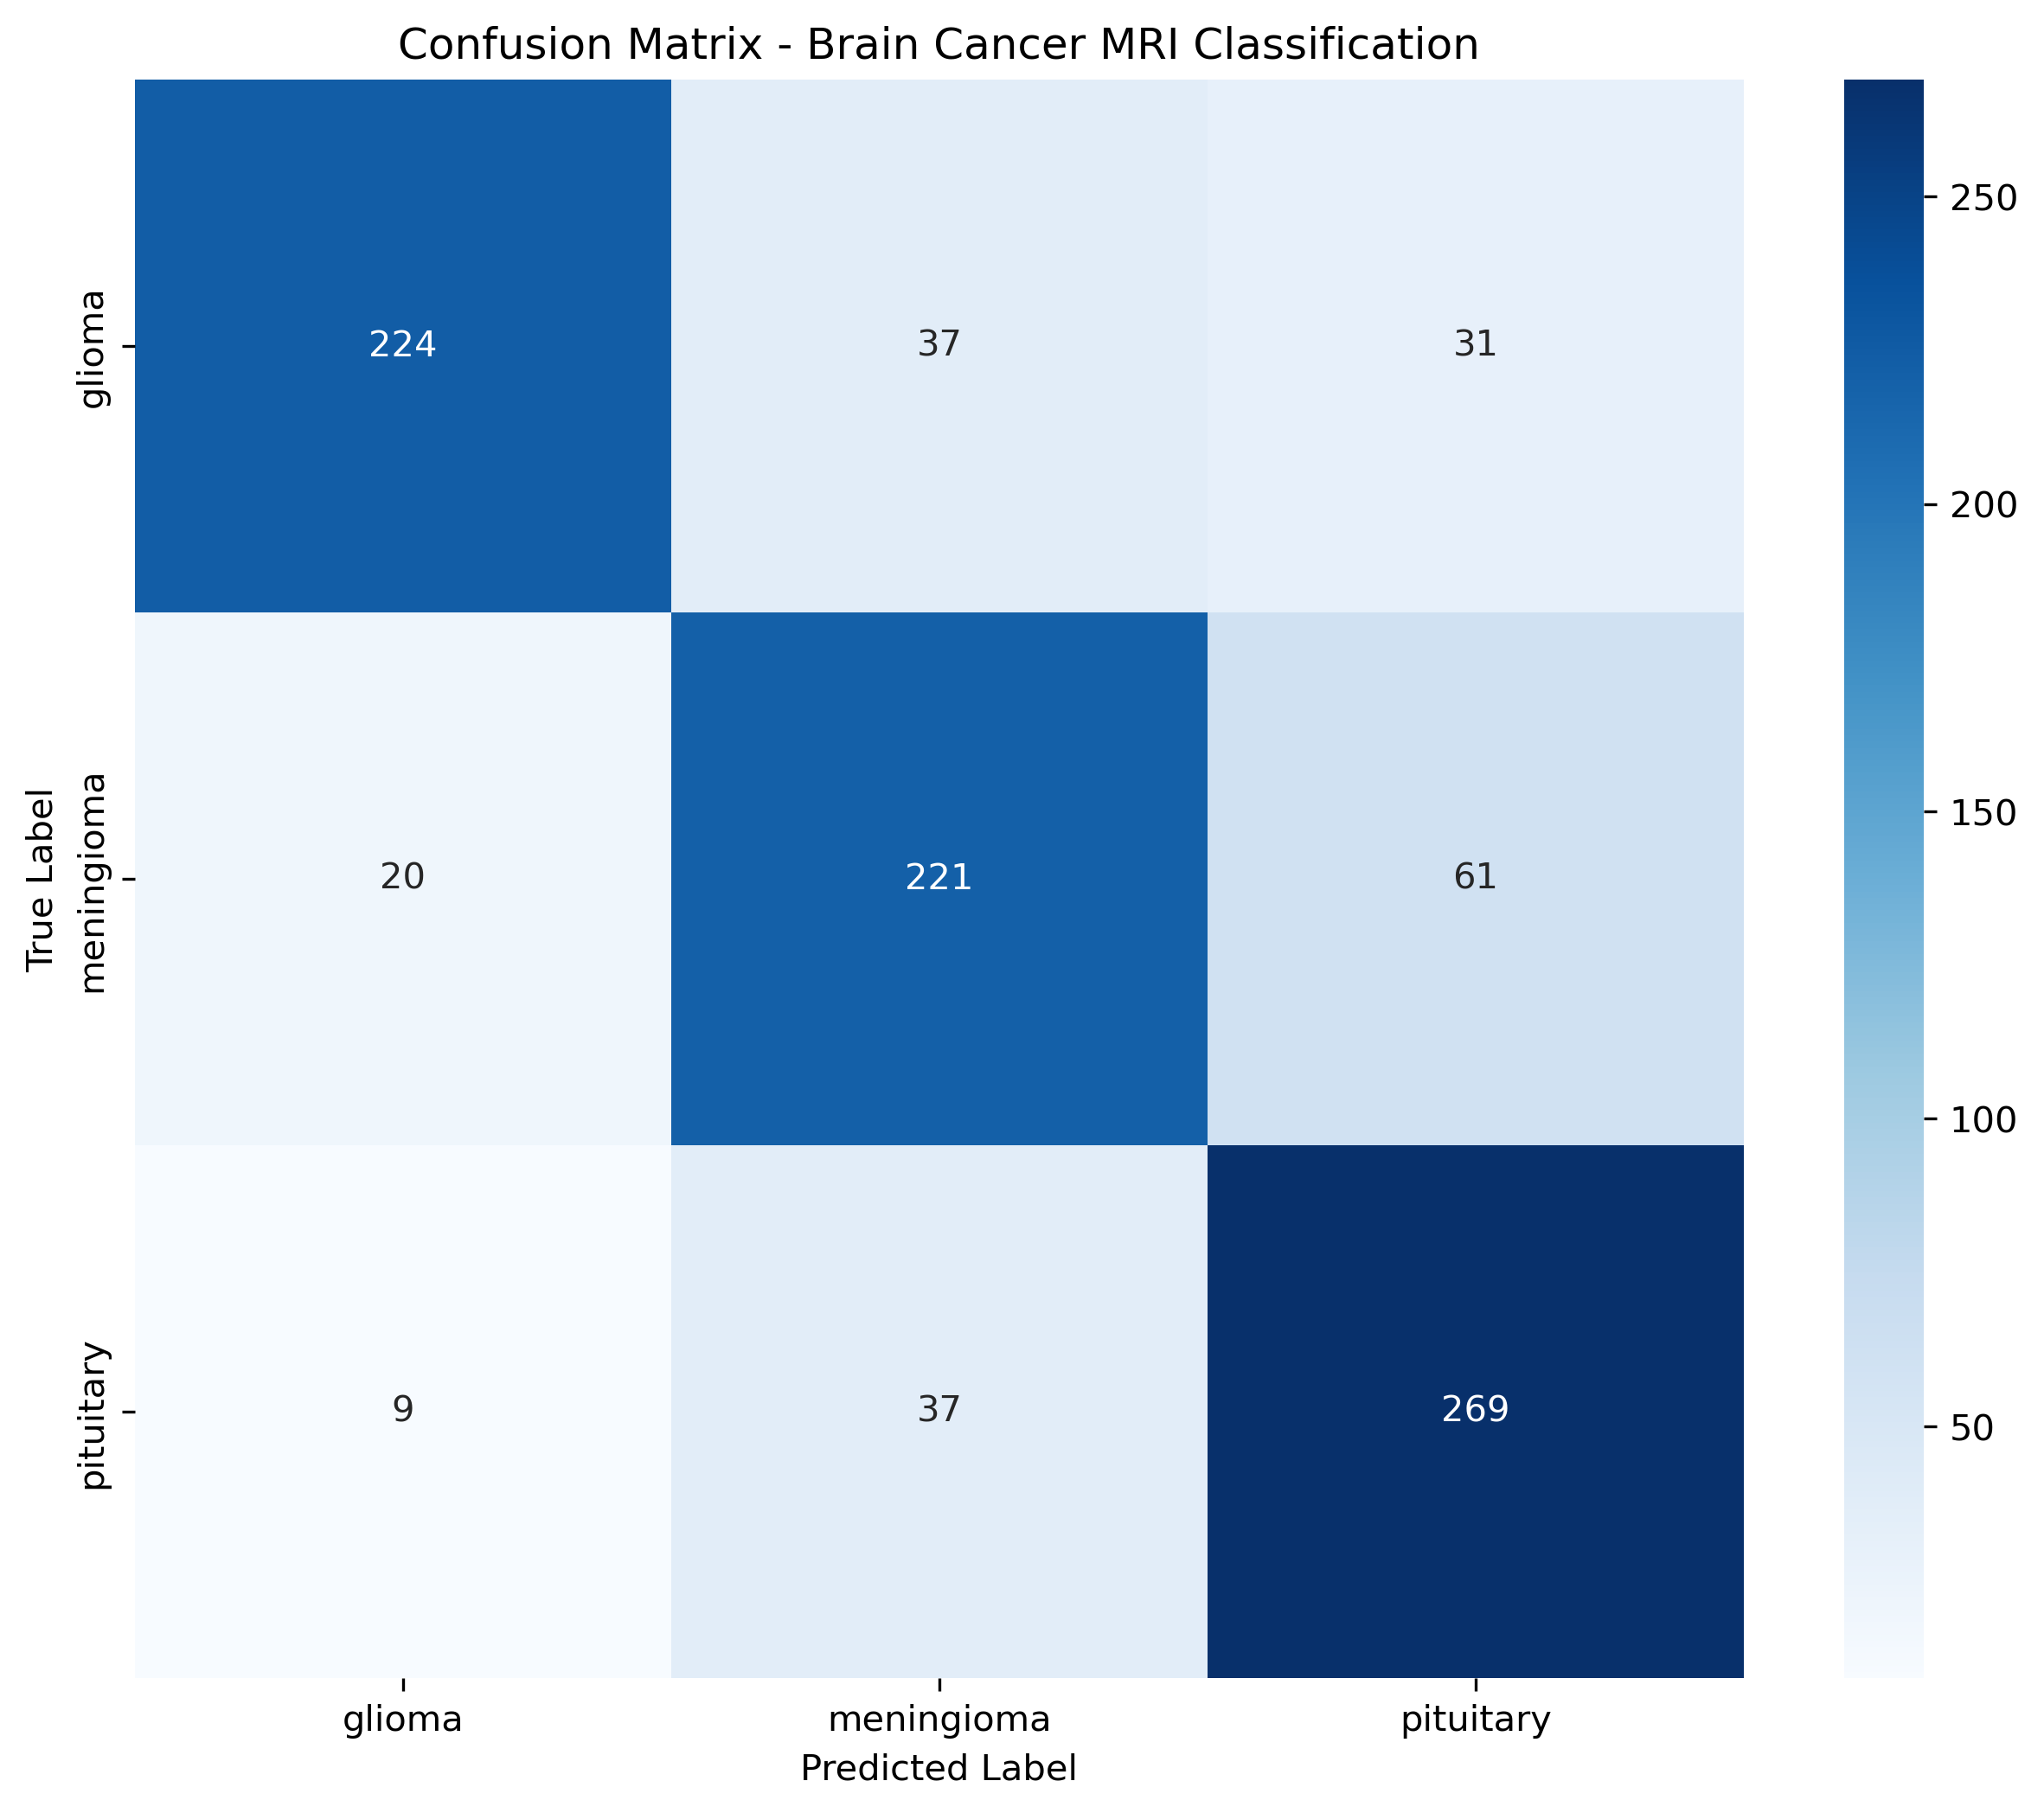 Confusion Matrix - Brain Cancer MRI Classification
True Label
glioma
224
37
31
meningioma
20
221
61
pituitary
9
37
269
glioma
meningioma
pituitary
Predicted Label
250
200
150
100
50